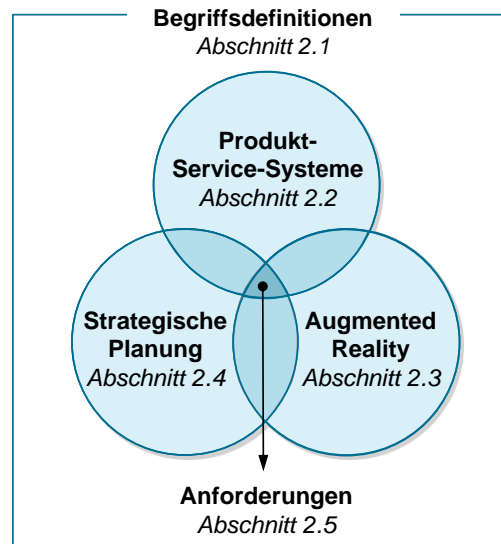 Begriffsdefinitionen
Abschnitt 2.1
Produkt-
Service-Systeme
Abschnitt 2.2
Strategische
Planung
Abschnitt 2.4
Augmented
Reality
Abschnitt 2.3
Anforderungen
Abschnitt 2.5